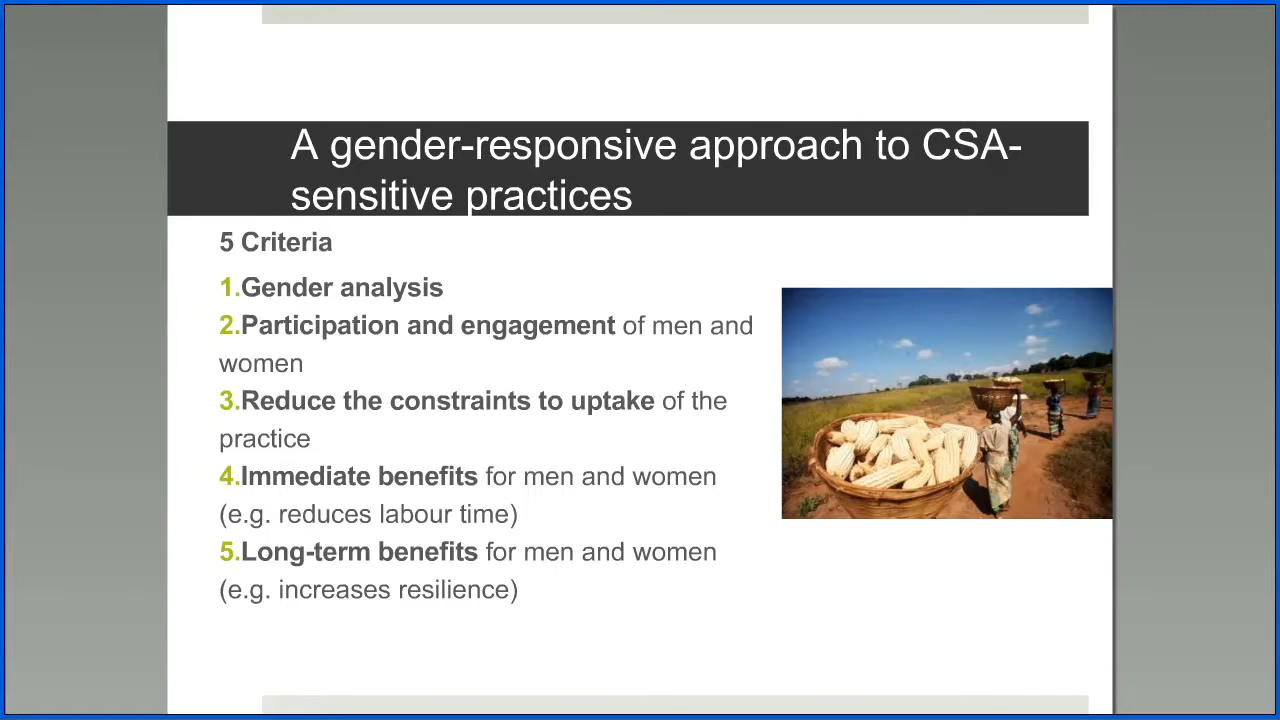 A gender-responsive approach to CSA-
sensitive practices
5 Criteria
1.Gender analysis
2.Participation and engagement of men and
women
3.Reduce the constraints to uptake of the
practice
4.Immediate benefits for men and women
(e.g. reduces labour time)
5.Long-term benefits for men and women
(e.g. increases resilience)